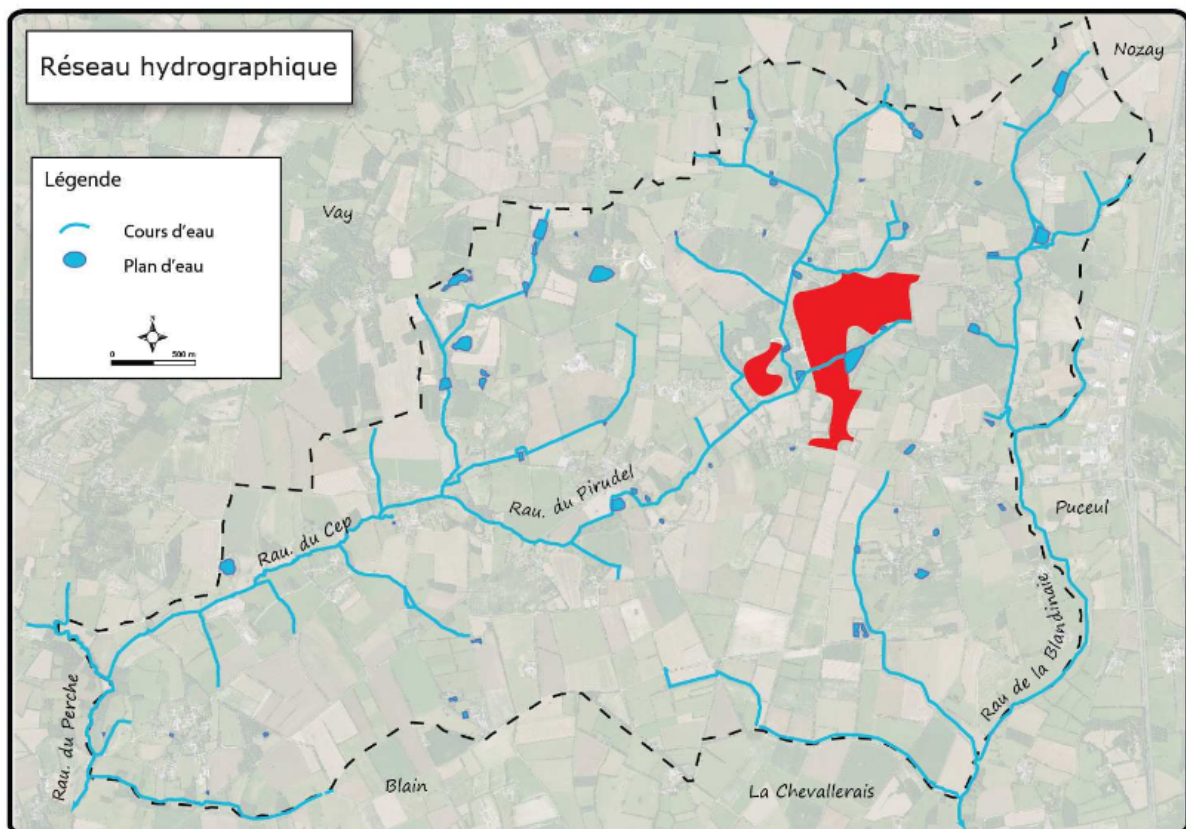 Réseau hydrographique
Nozay
Légende
Cours d'eau
Plan d'eau
N
0 500 m
Vay
Rau. du Pirudel
Rau. du Cep
Puceul
Rau de la Blandinaie
Rau. du Perche
Blain
La Chevallerais